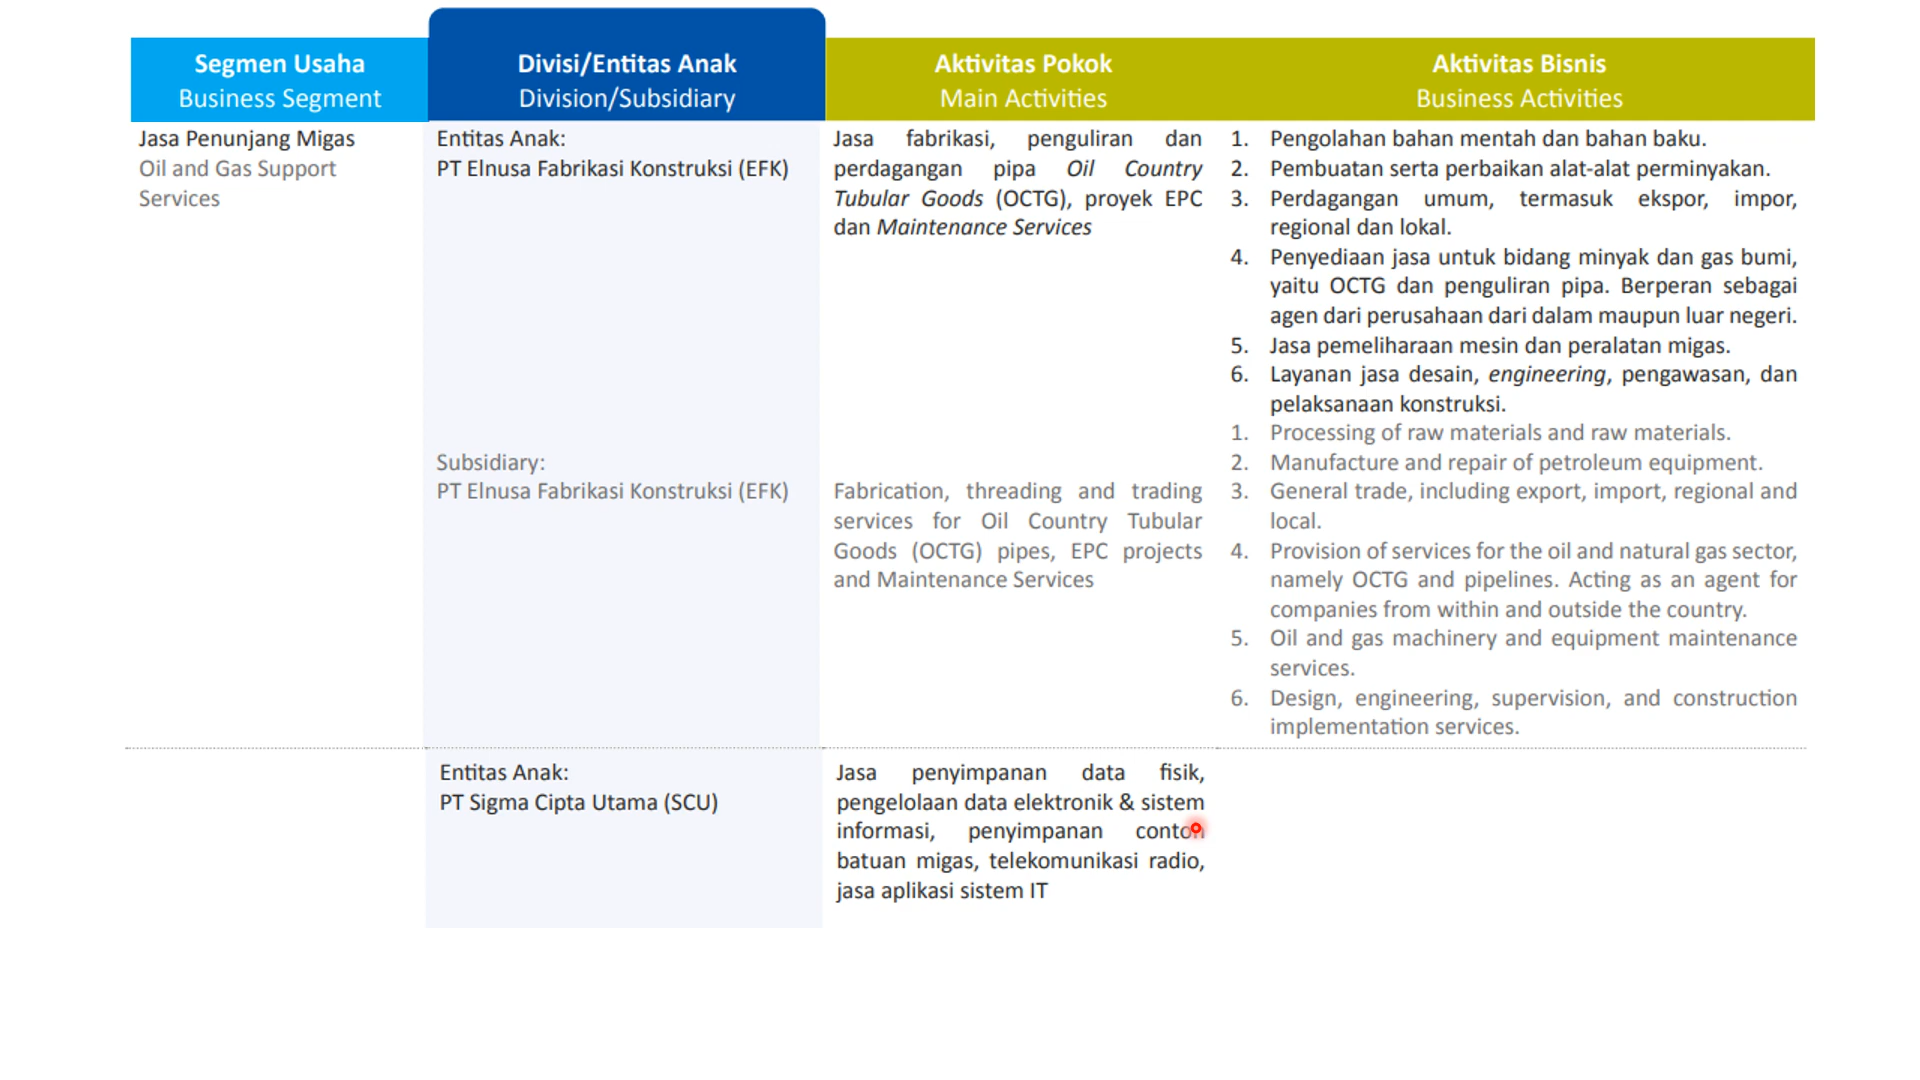 Segmen Usaha
Business Segment
Divisi/Entitas Anak
Division/Subsidiary
Aktivitas Pokok
Main Activities
Aktivitas Bisnis
Business Activities
Jasa Penunjang Migas
Oil and Gas Support
Services
Entitas Anak:
PT Elnusa Fabrikasi Konstruksi (EFK)
Jasa fabrikasi, penguliran dan
perdagangan pipa Oil Country
Tubular Goods (OCTG), proyek EPC
dan Maintenance Services
1. Pengolahan bahan mentah dan bahan baku.
2. Pembuatan serta perbaikan alat-alat perminyakan.
3. Perdagangan umum, termasuk ekspor, impor,
regional dan lokal.
4. Penyediaan jasa untuk bidang minyak dan gas bumi,
yaitu OCTG dan penguliran pipa. Berperan sebagai
agen dari perusahaan dari dalam maupun luar negeri.
5. Jasa pemeliharaan mesin dan peralatan migas.
6. Layanan jasa desain, engineering, pengawasan, dan
pelaksanaan konstruksi.
Subsidiary:
PT Elnusa Fabrikasi Konstruksi (EFK)
Fabrication, threading and trading
services for Oil Country Tubular
Goods (OCTG) pipes, EPC projects
and Maintenance Services
1. Processing of raw materials and raw materials.
2. Manufacture and repair of petroleum equipment.
3. General trade, including export, import, regional and
local.
4. Provision of services for the oil and natural gas sector,
namely OCTG and pipelines. Acting as an agent for
companies from within and outside the country.
5. Oil and gas machinery and equipment maintenance
services.
6. Design, engineering, supervision, and construction
implementation services.
Entitas Anak:
PT Sigma Cipta Utama (SCU)
Jasa penyimpanan data fisik,
pengelolaan data elektronik & sistem
informasi, penyimpanan contoh
batuan migas, telekomunikasi radio,
jasa aplikasi sistem IT